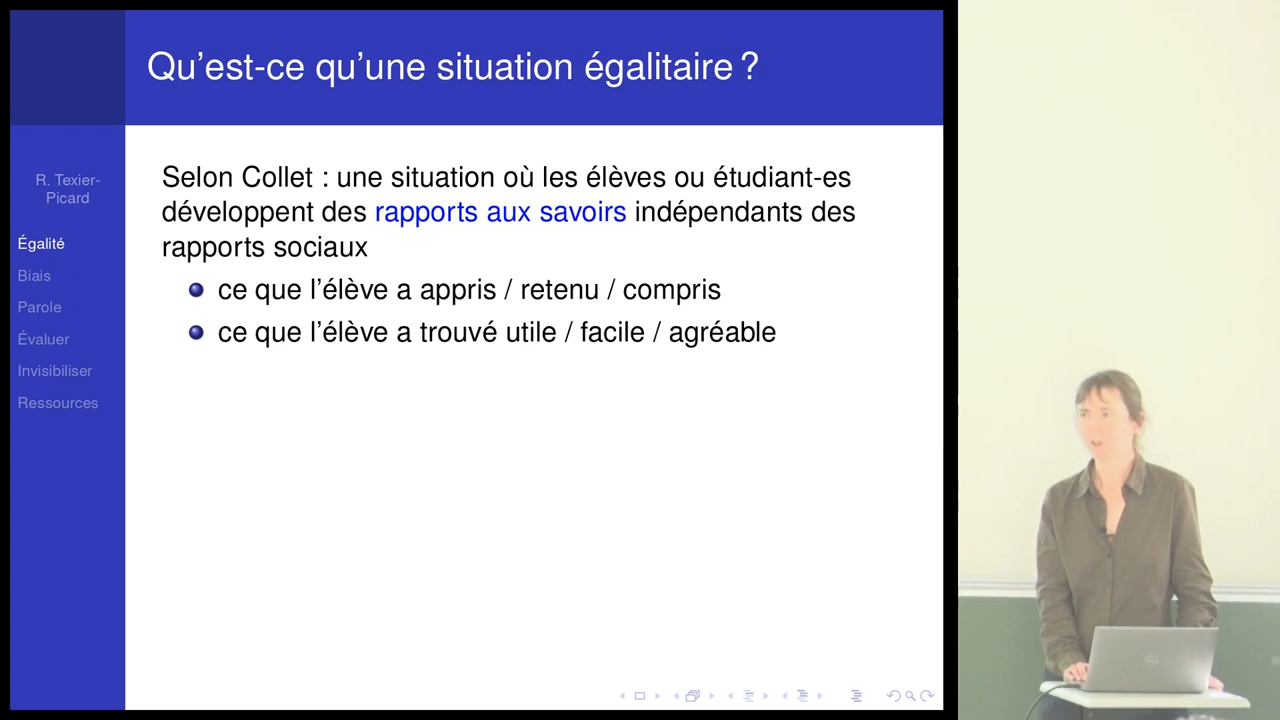 Qu'est-ce qu'une situation égalitaire ?
R. Texier-
Picard
Égalité
Biais
Parole
Évaluer
Invisibiliser
Ressources
Selon Collet : une situation où les élèves ou étudiant-es
développent des rapports aux savoirs indépendants des
rapports sociaux
ce que l'élève a appris / retenu / compris
ce que l'élève a trouvé utile / facile / agréable